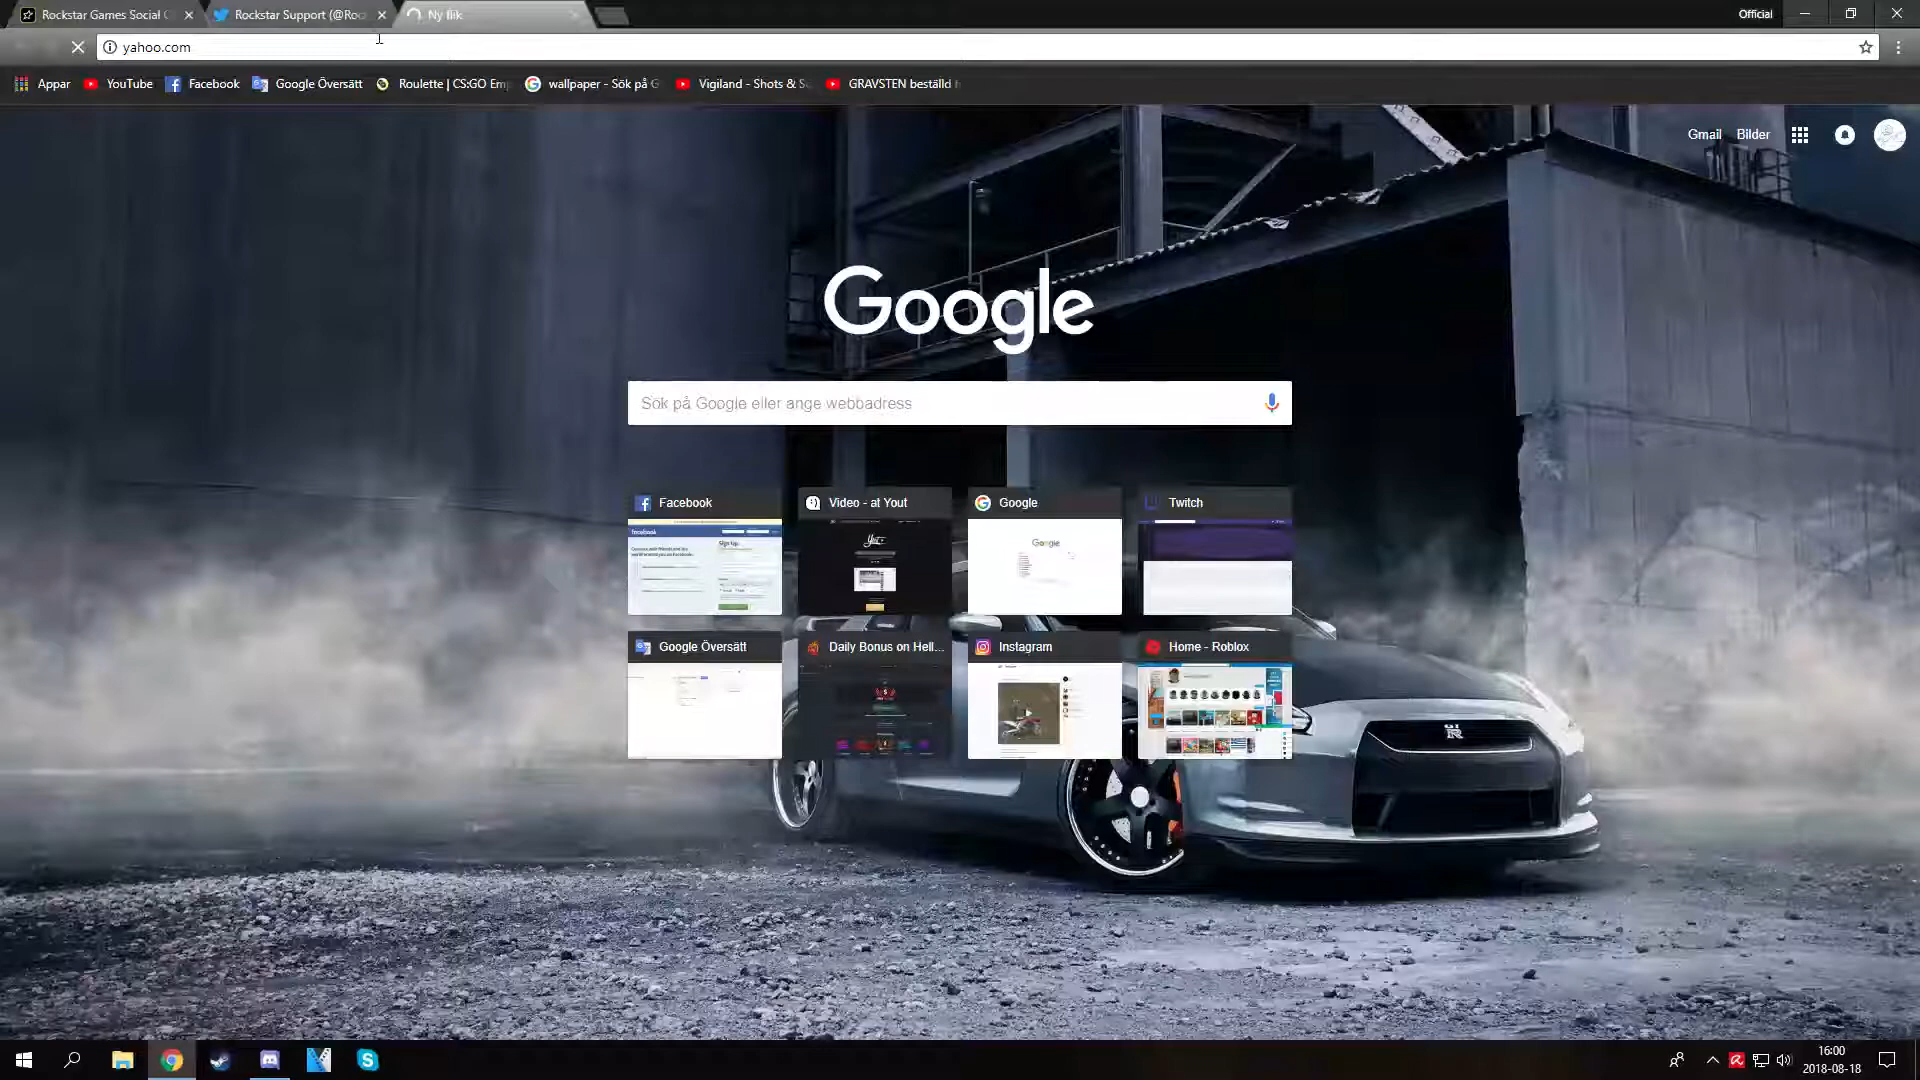 Rockstar Games Social C
Rockstar Support (@Roc
Ny flik
Official
yahoo.com
Appar
YouTube
Facebook
Google Översätt
Roulette | CS:GO Em
wallpaper - Sök på G
Vigiland - Shots & S
GRAVSTEN beställd
Gmail
Bilder
Google
Sök på Google eller ange webbadress
Facebook
Video - at Yout
Google
Twitch
Google Översätt
Daily Bonus on Hell...
Instagram
Home - Roblox
16:00
2018-08-18